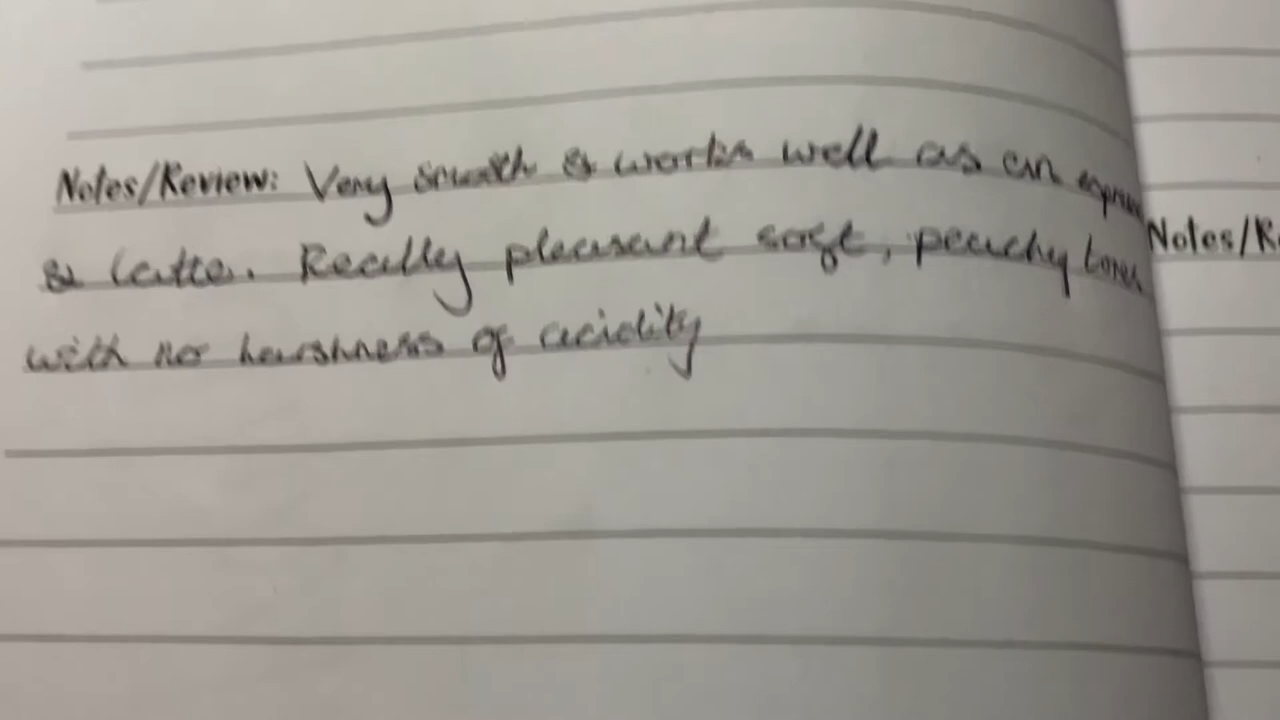 Notes/Review: Very smooth & works well as an espresso
& latte. Really pleasant soft, peachy tones
with no harshness of acidity
Notes/R